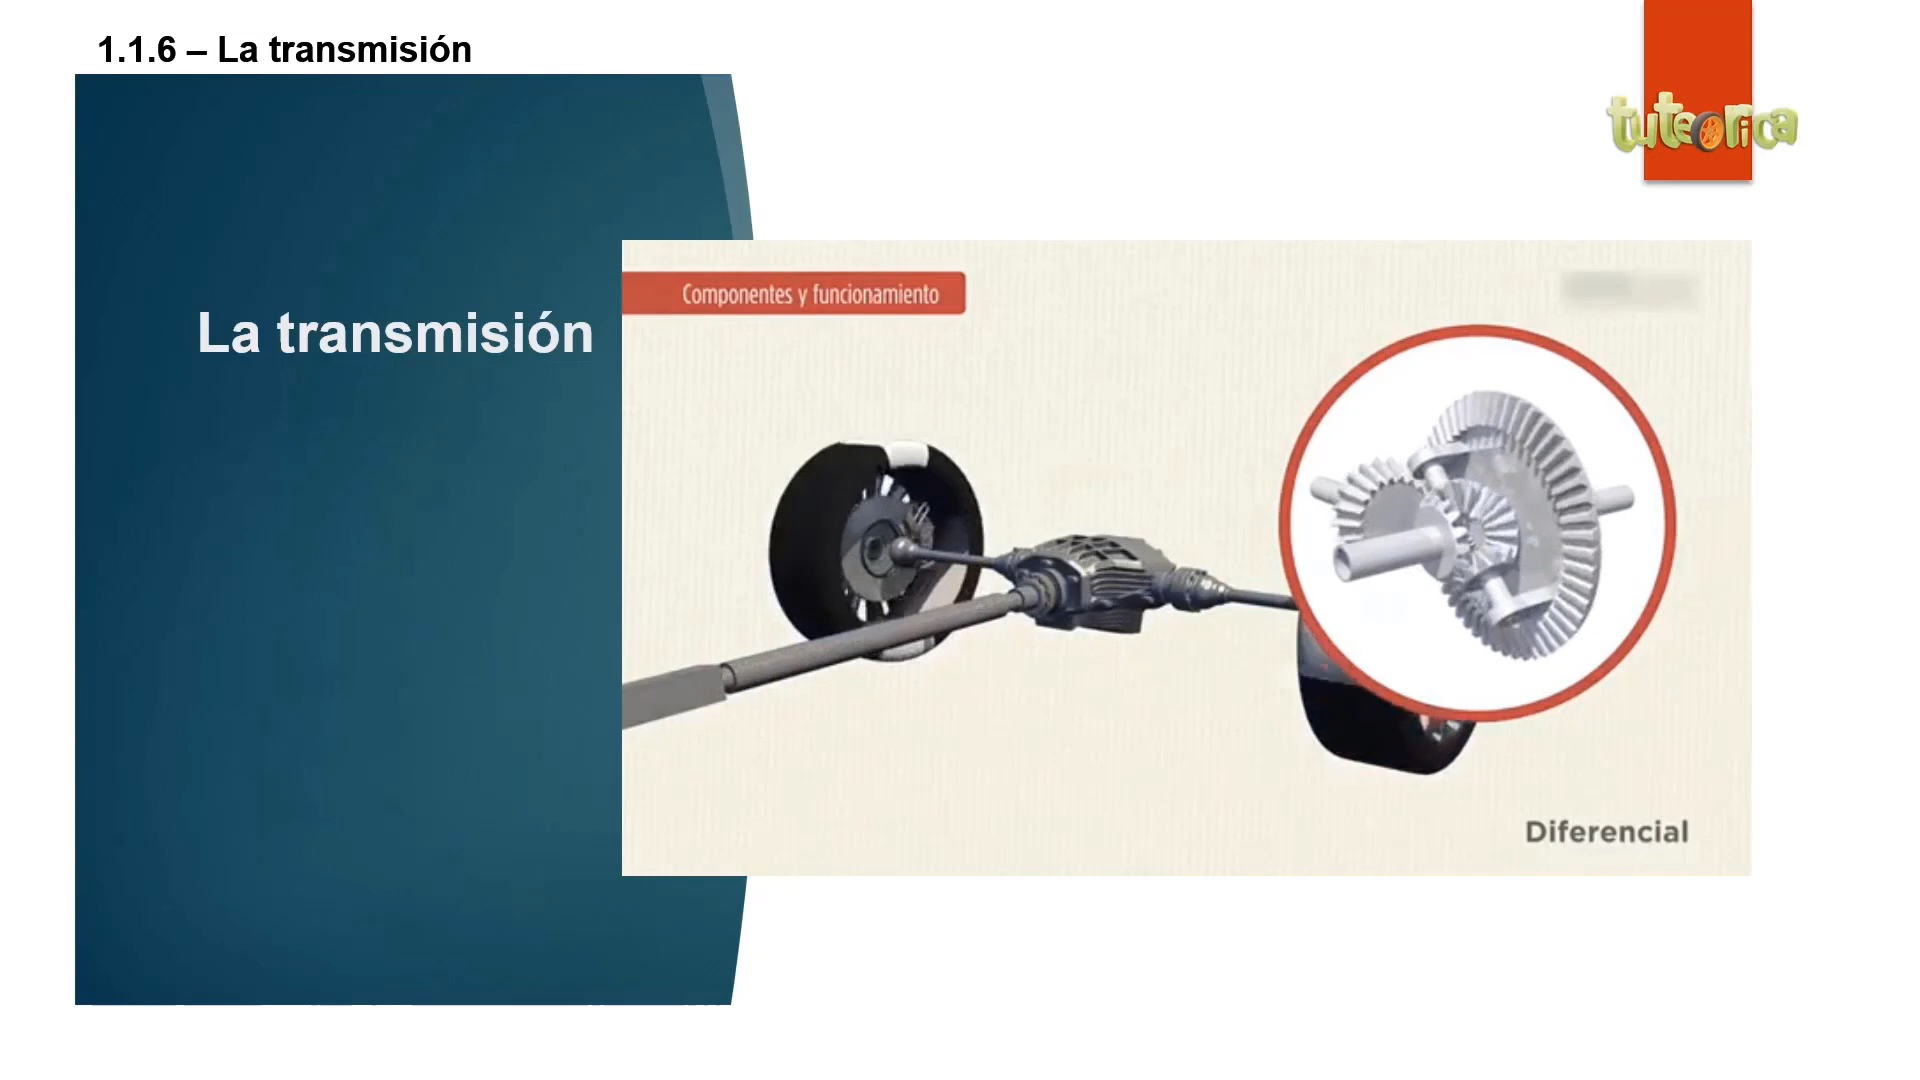 1.1.6 – La transmisión
tuteorica
La transmisión
Componentes y funcionamiento
Diferencial